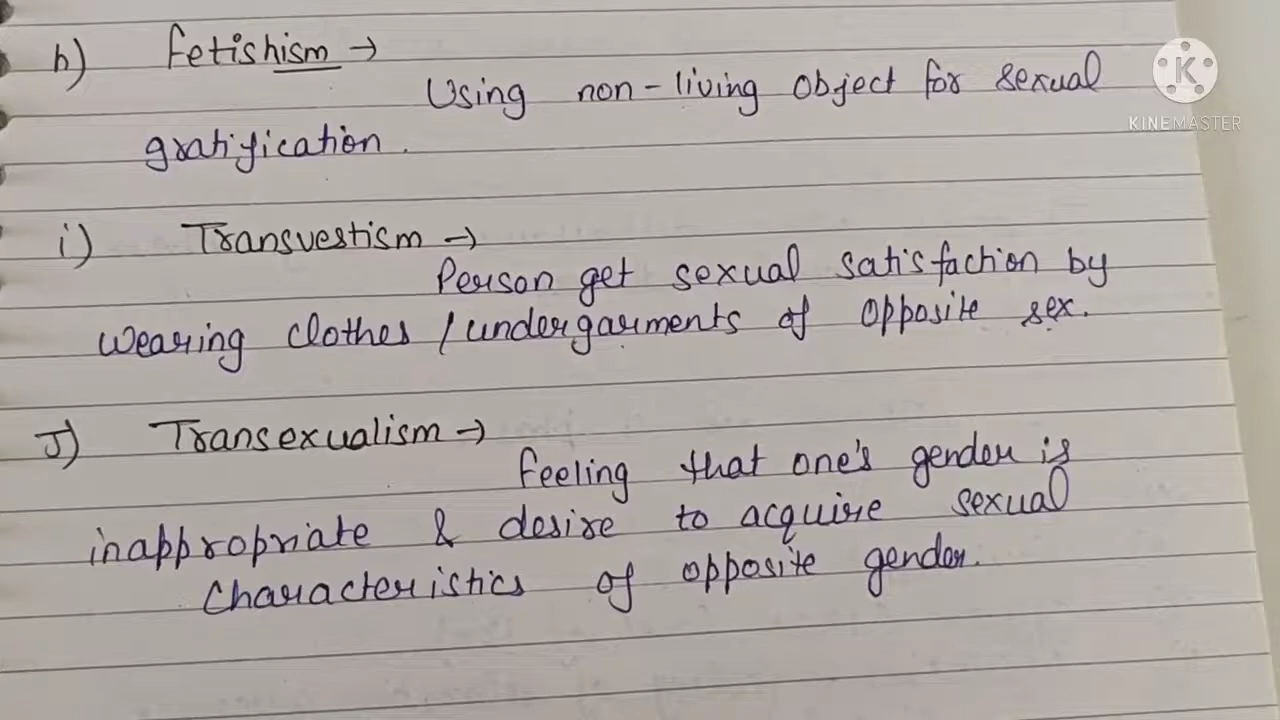 h) Fetishism →
Using non-living object for sexual
gratification.
i) Transvestism →
Person get sexual satisfaction by
wearing clothes / undergarments of opposite sex.
J) Transexualism →
Feeling that one's gender is
inappropriate & desire to acquire sexual
characteristics of opposite gender.
K
KINEMASTER